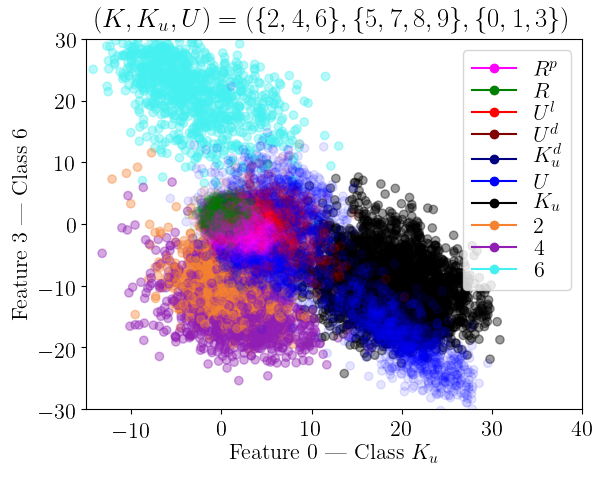 (K, K_u, U) = ({2, 4, 6}, {5, 7, 8, 9}, {0, 1, 3})
30
20
10
0
−10
−20
−30
Feature 3 — Class 6
R^p
R
U^l
U^d
K_u^d
U
K_u
2
4
6
−10 0 10 20 30 40
Feature 0 — Class K_u